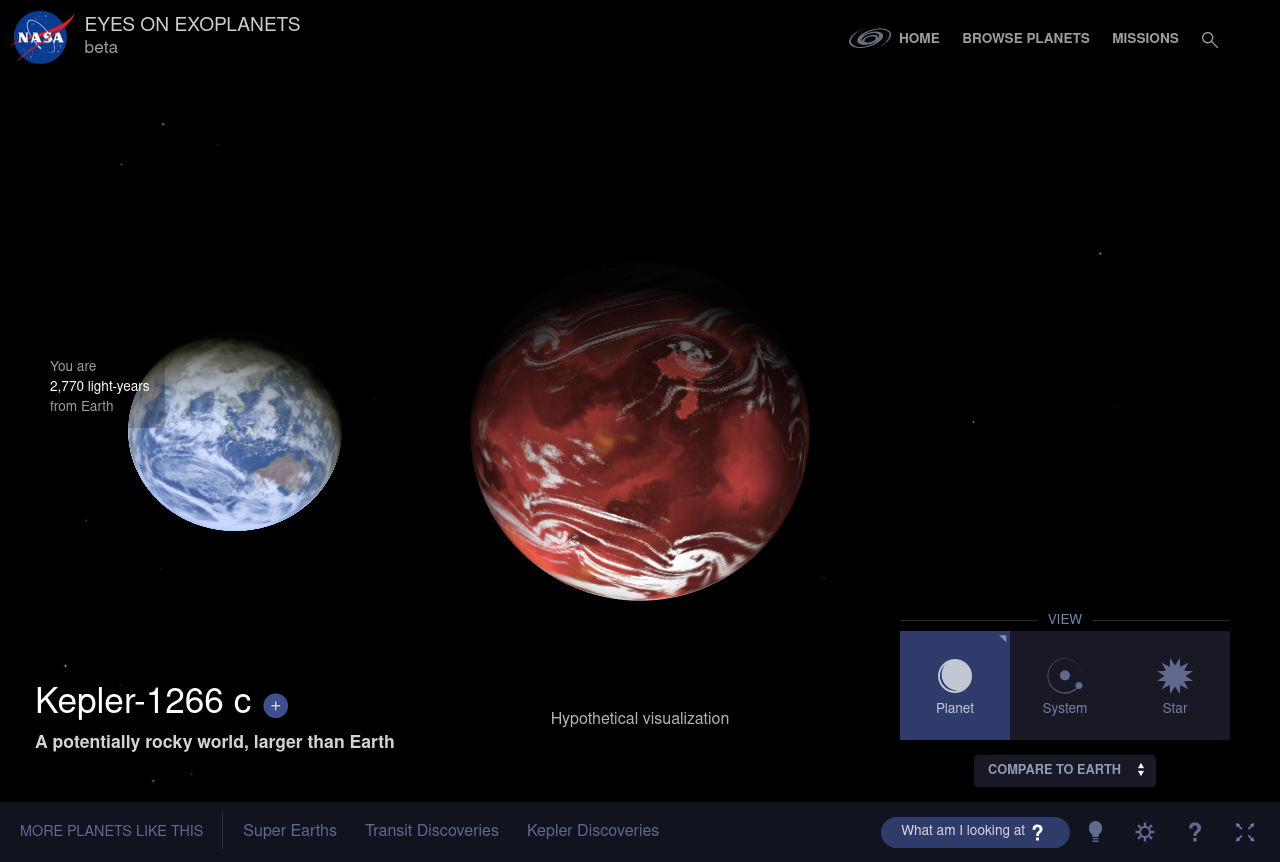 NASA
EYES ON EXOPLANETS
beta
HOME
BROWSE PLANETS
MISSIONS
You are
2,770 light-years
from Earth
VIEW
Planet
System
Star
Kepler-1266 c +
A potentially rocky world, larger than Earth
Hypothetical visualization
COMPARE TO EARTH
MORE PLANETS LIKE THIS
Super Earths
Transit Discoveries
Kepler Discoveries
What am I looking at ?
?